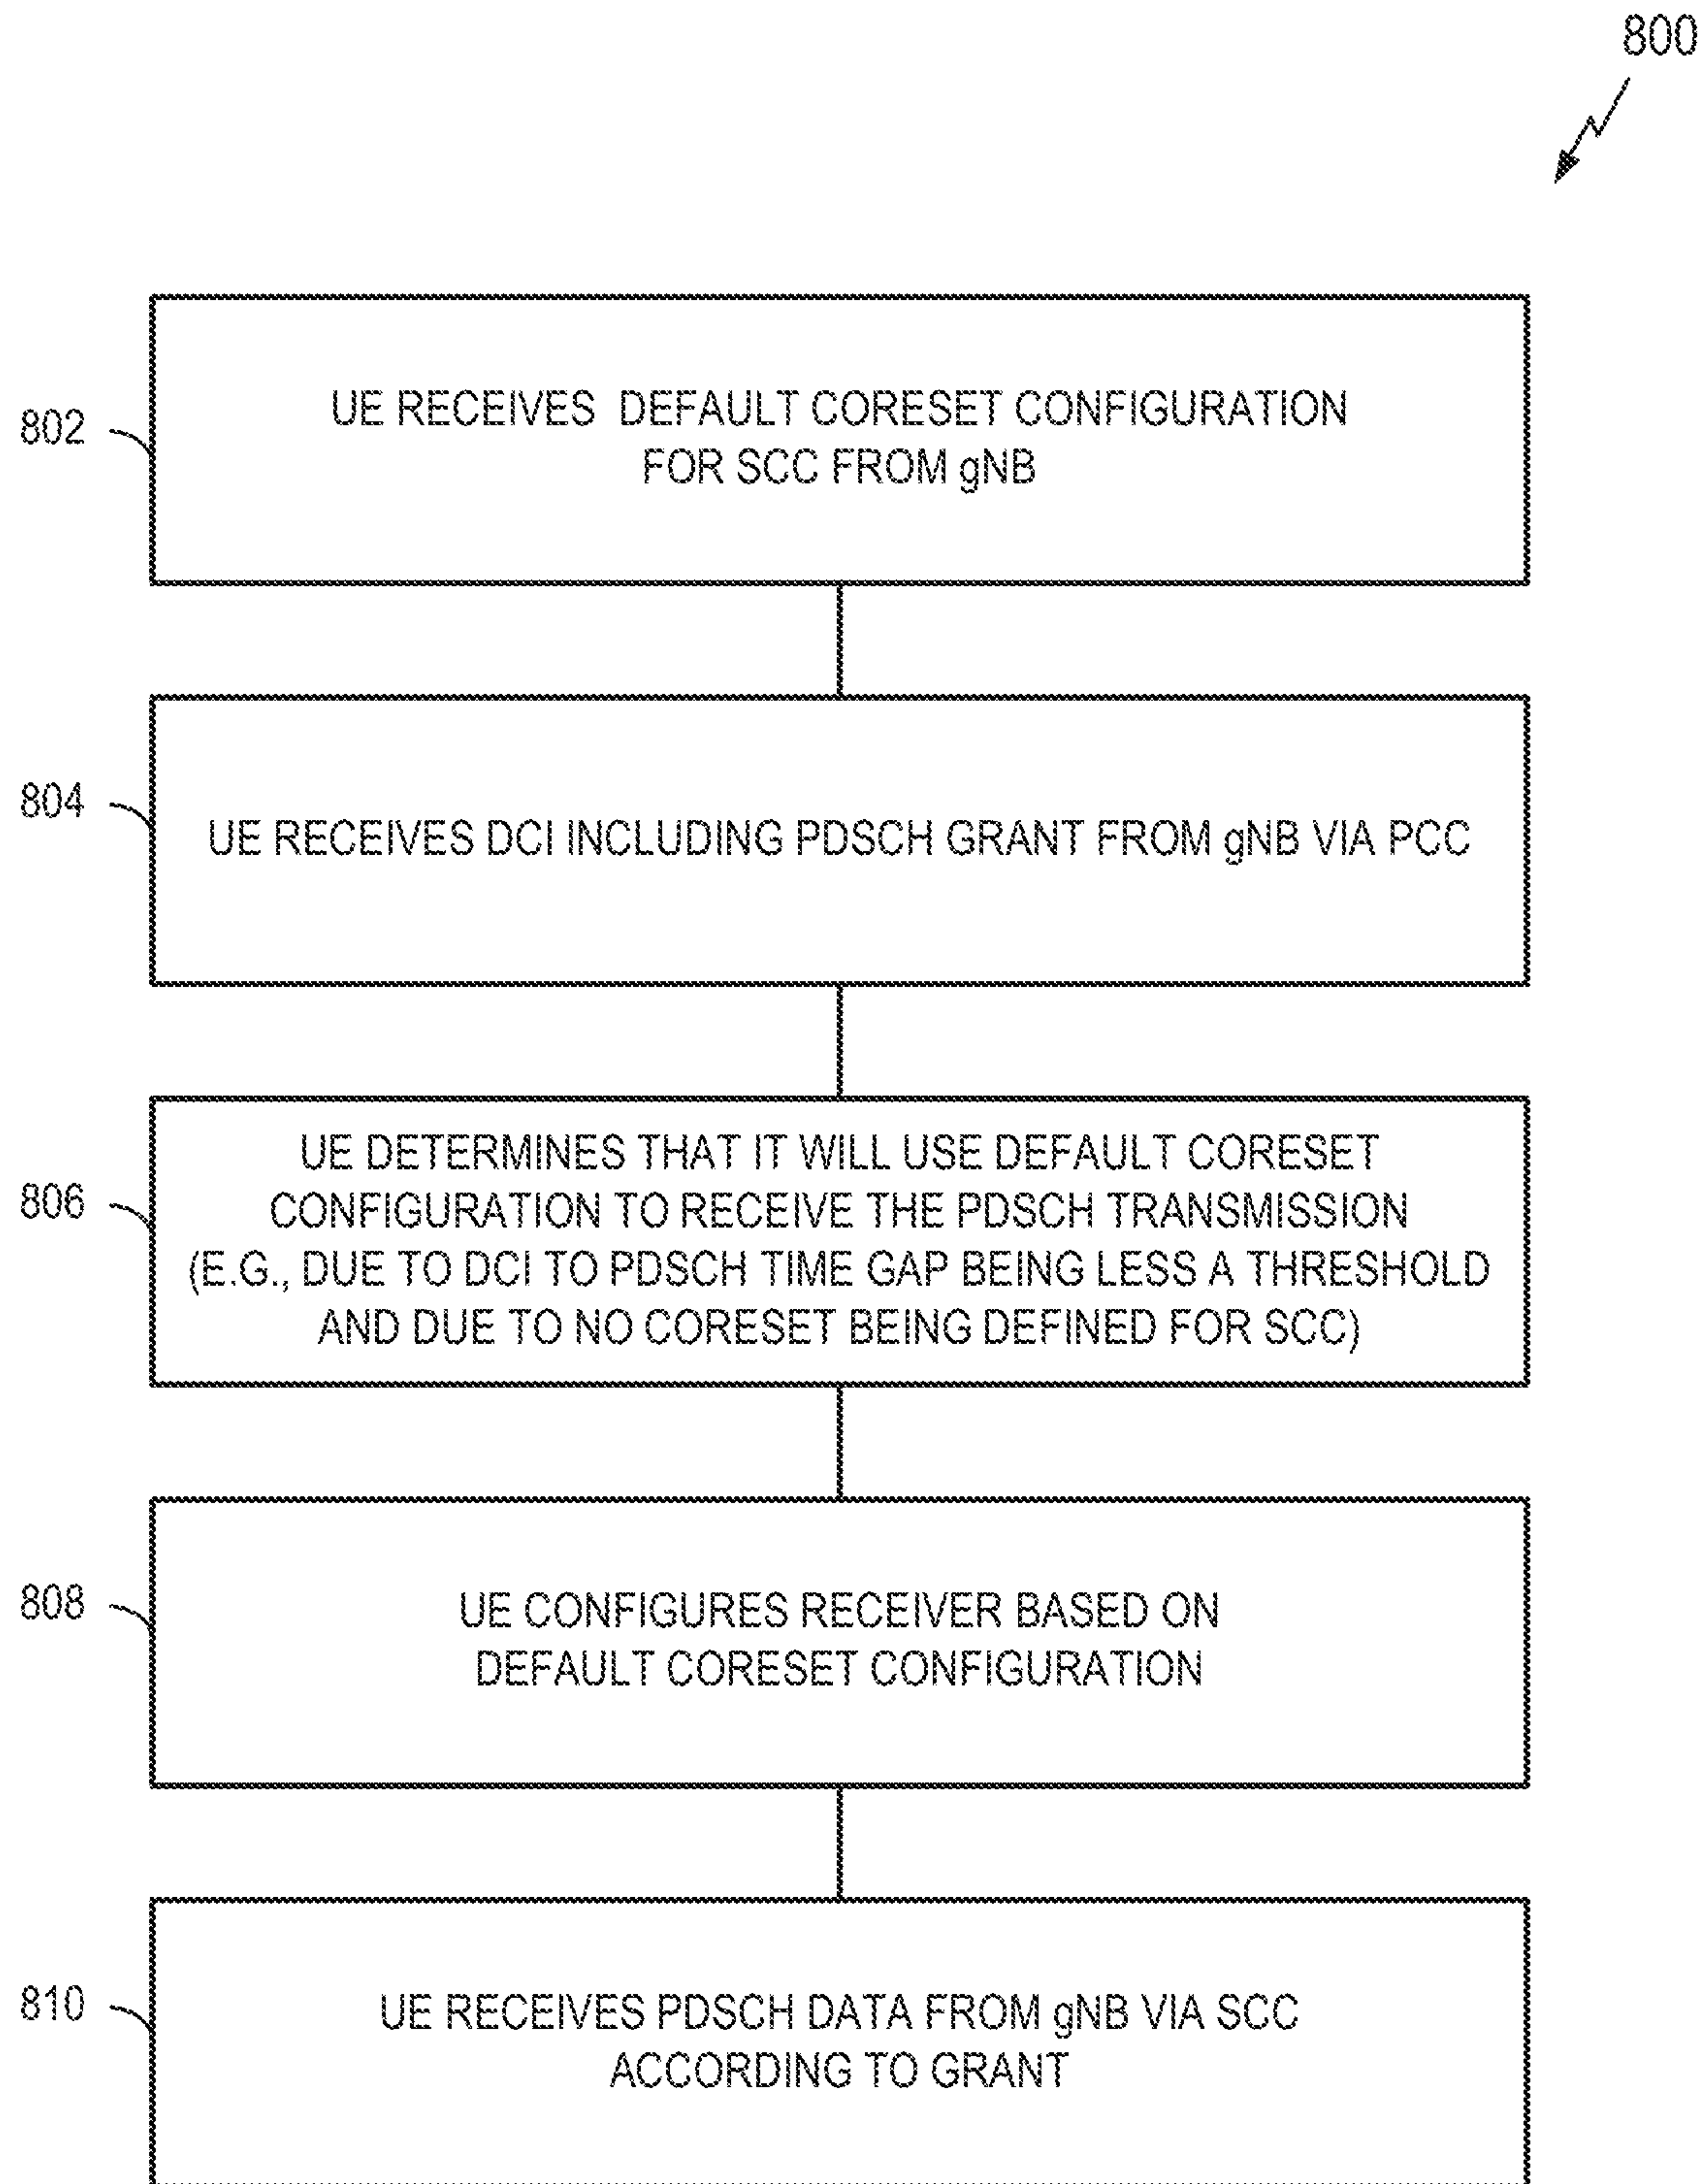 800
802
UE RECEIVES DEFAULT CORESET CONFIGURATION
FOR SCC FROM gNB
804
UE RECEIVES DCI INCLUDING PDSCH GRANT FROM gNB VIA PCC
806
UE DETERMINES THAT IT WILL USE DEFAULT CORESET
CONFIGURATION TO RECEIVE THE PDSCH TRANSMISSION
(E.G., DUE TO DCI TO PDSCH TIME GAP BEING LESS A THRESHOLD
AND DUE TO NO CORESET BEING DEFINED FOR SCC)
808
UE CONFIGURES RECEIVER BASED ON
DEFAULT CORESET CONFIGURATION
810
UE RECEIVES PDSCH DATA FROM gNB VIA SCC
ACCORDING TO GRANT